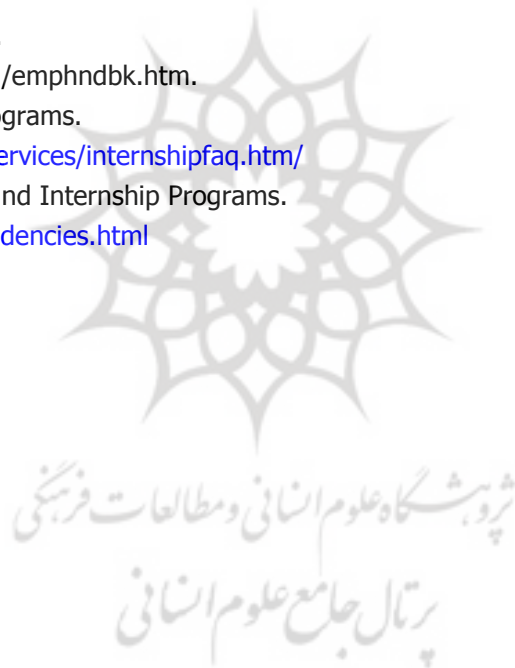 /emphndbk.htm.
ograms.
ervices/internshipfaq.htm/
nd Internship Programs.
dencies.html
پژوهشگاه علوم انسانی و مطالعات فرهنگی
پرتال جامع علوم انسانی